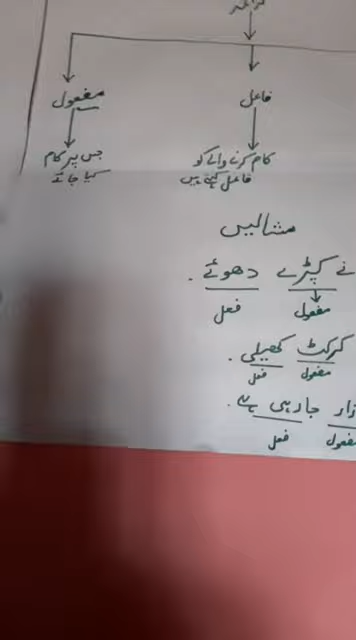 فاعل
مفعول
کام کرنے والے کو
فاعل کہتے ہیں
جس پر کام
کیا جائے
مثالیں
نے کپڑے دھوئے۔
مفعول فعل
کرکٹ کھیلی۔
مفعول فعل
جا رہی ہے۔
مفعول فعل